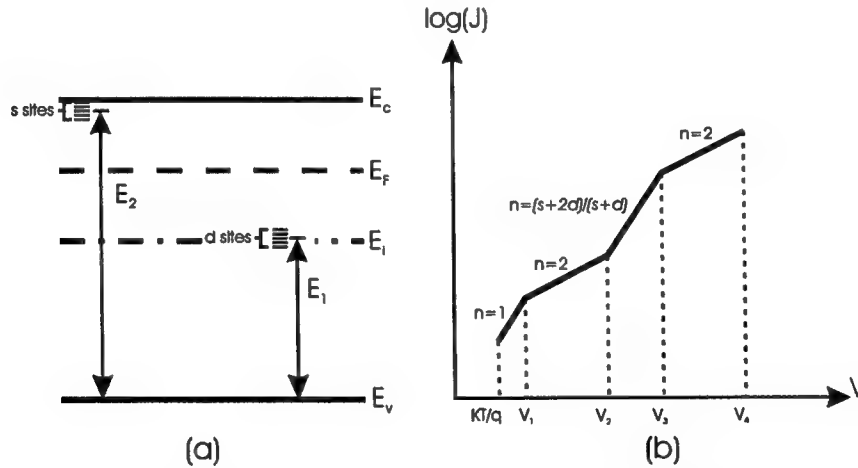 log(J)
s sites
E_c
E_F
E_2
d sites
E_i
E_1
E_v
(a)
n=2
n=(s+2d)/(s+d)
n=2
n=1
KT/q
V_1
V_2
V_3
V_4
V
(b)